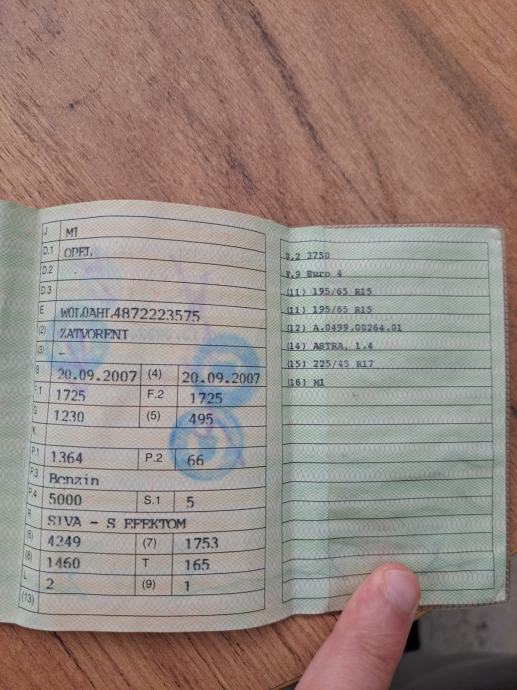 J M1
D.1 OPEL
D.2
D.3
E W0L0AHL4872223575
(2) ZATVORENI
(3) -
B 20.09.2007 (4) 20.09.2007
F.1 1725 F.2 1725
G 1230 (5) 495
K
P.1 1364 P.2 66
P.3 Benzin
P.4 5000 S.1 5
R SIVA - S EFEKTOM
(6) 4249 (7) 1753
(8) 1460 T 165
L 2 (9) 1
(13)
U.2 3750
V.9 Euro 4
(11) 195/65 R15
(11) 195/65 R15
(12) A.0499.00264.01
(14) ASTRA, 1.4
(15) 225/45 R17
(16) M1